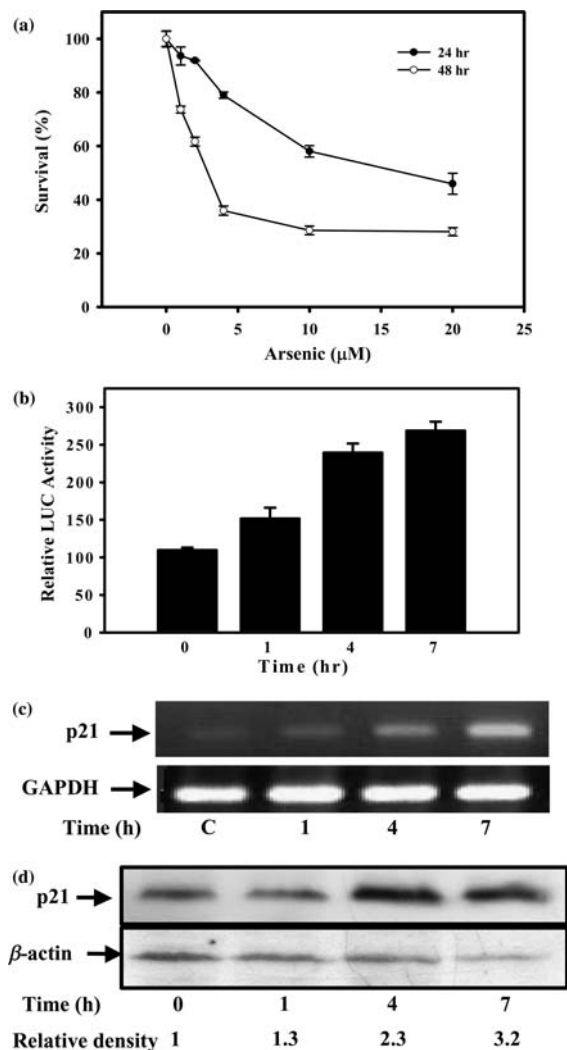 (a)
100
80
60
40
20
0
Survival (%)
24 hr
48 hr
0 5 10 15 20 25
Arsenic (μM)
(b)
300
250
200
150
100
50
0
Relative LUC Activity
0 1 4 7
Time (hr)
(c)
p21
GAPDH
Time (h) C 1 4 7
(d)
p21
β-actin
Time (h) 0 1 4 7
Relative density 1 1.3 2.3 3.2